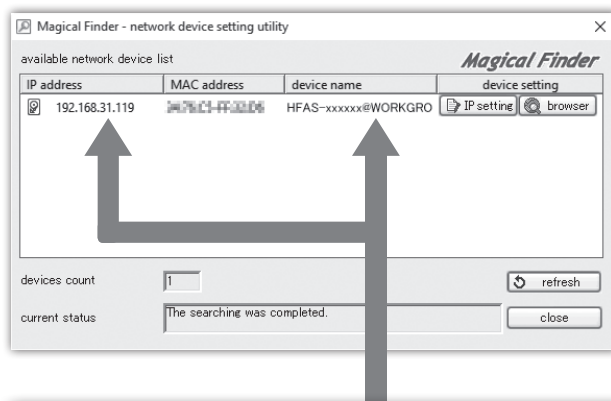 Magical Finder - network device setting utility
available network device list
Magical Finder
IP address MAC address device name device setting
192.168.31.119 HFAS-xxxxxx@WORKGRO IP setting browser
devices count 1 refresh
current status The searching was completed. close